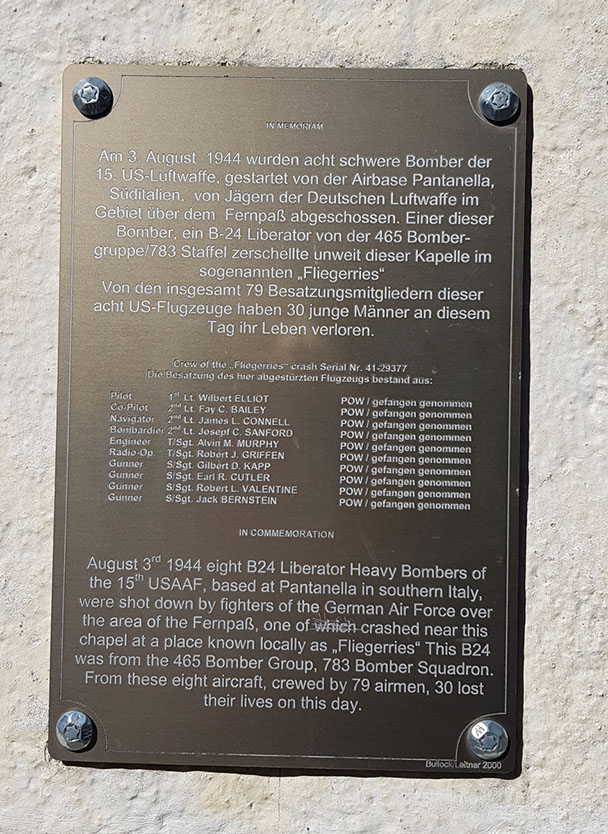 IN MEMORIAM
Am 3. August 1944 wurden acht schwere Bomber der
15. US-Luftwaffe, gestartet von der Airbase Pantanella,
Süditalien, von Jägern der Deutschen Luftwaffe im
Gebiet über dem Fernpaß abgeschossen. Einer dieser
Bomber, ein B-24 Liberator von der 465 Bomber-
gruppe/783 Staffel zerschellte unweit dieser Kapelle im
sogenannten „Fliegerries“
Von den insgesamt 79 Besatzungsmitgliedern dieser
acht US-Flugzeuge haben 30 junge Männer an diesem
Tag ihr Leben verloren.
Crew of the „Fliegerries“ crash Serial Nr. 41-29377
Die Besatzung des hier abgestürzten Flugzeugs bestand aus:
Pilot 1st Lt. Wilbert ELLIOT POW / gefangen genommen
Co-Pilot 2nd Lt. Fay C. BAILEY POW / gefangen genommen
Navigator 2nd Lt. James L. CONNELL POW / gefangen genommen
Bombardier 2nd Lt. Josepf C. SANFORD POW / gefangen genommen
Engineer T/Sgt. Alvin M. MURPHY POW / gefangen genommen
Radio-Op. T/Sgt. Robert J. GRIFFEN POW / gefangen genommen
Gunner S/Sgt. Gilbert D. KAPP POW / gefangen genommen
Gunner S/Sgt. Earl R. CUTLER POW / gefangen genommen
Gunner S/Sgt. Robert L. VALENTINE POW / gefangen genommen
Gunner S/Sgt. Jack BERNSTEIN POW / gefangen genommen
IN COMMEMORATION
August 3rd 1944 eight B24 Liberator Heavy Bombers of
the 15th USAAF, based at Pantanella in southern Italy,
were shot down by fighters of the German Air Force over
the area of the Fernpaß, one of which crashed near this
chapel at a place known locally as „Fliegerries“ This B24
was from the 465 Bomber Group, 783 Bomber Squadron.
From these eight aircraft, crewed by 79 airmen, 30 lost
their lives on this day.
Bullock/Leitner 2000